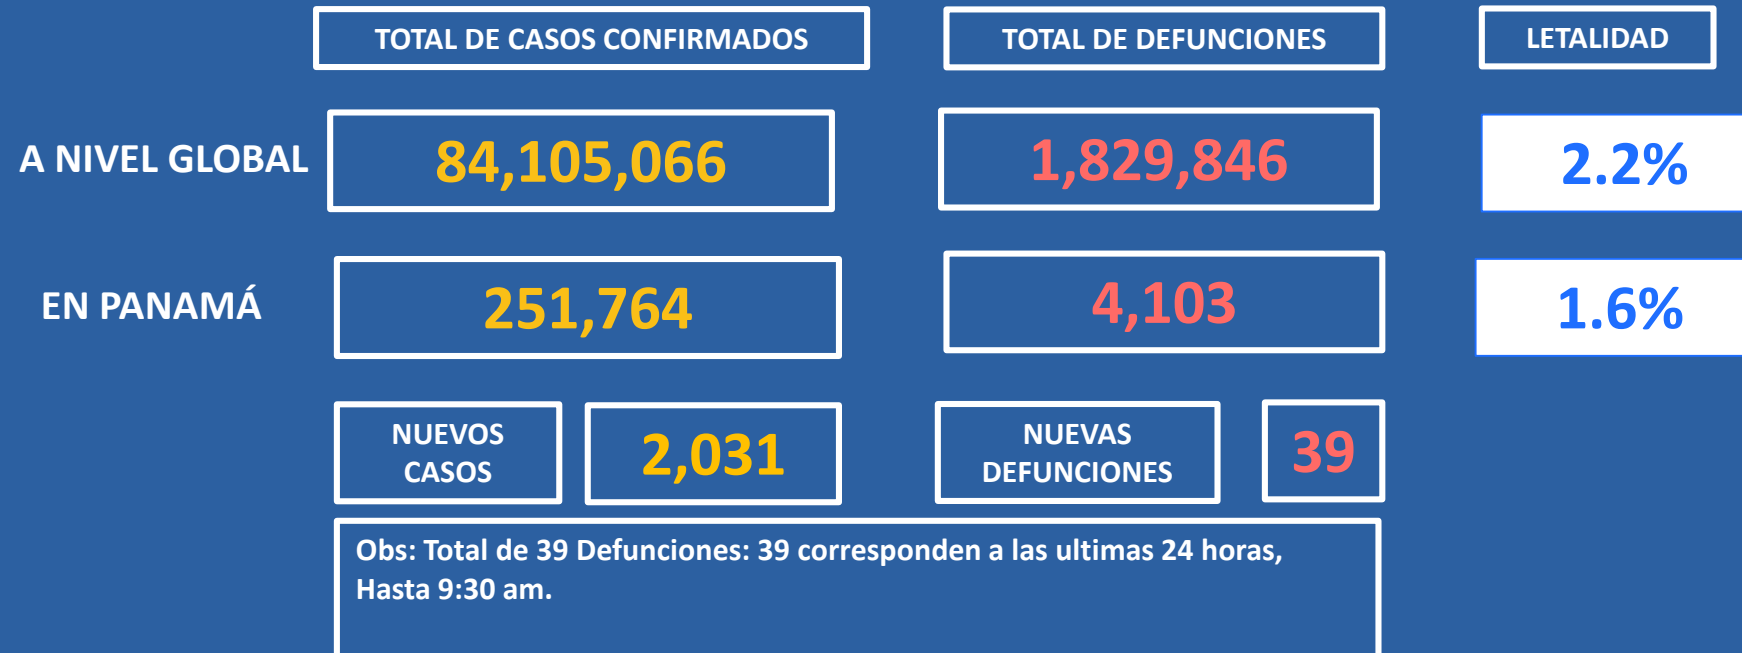 TOTAL DE CASOS CONFIRMADOS
TOTAL DE DEFUNCIONES
LETALIDAD
A NIVEL GLOBAL
84,105,066
1,829,846
2.2%
EN PANAMÁ
251,764
4,103
1.6%
NUEVOS
CASOS
2,031
NUEVAS
DEFUNCIONES
39
Obs: Total de 39 Defunciones: 39 corresponden a las ultimas 24 horas,
Hasta 9:30 am.